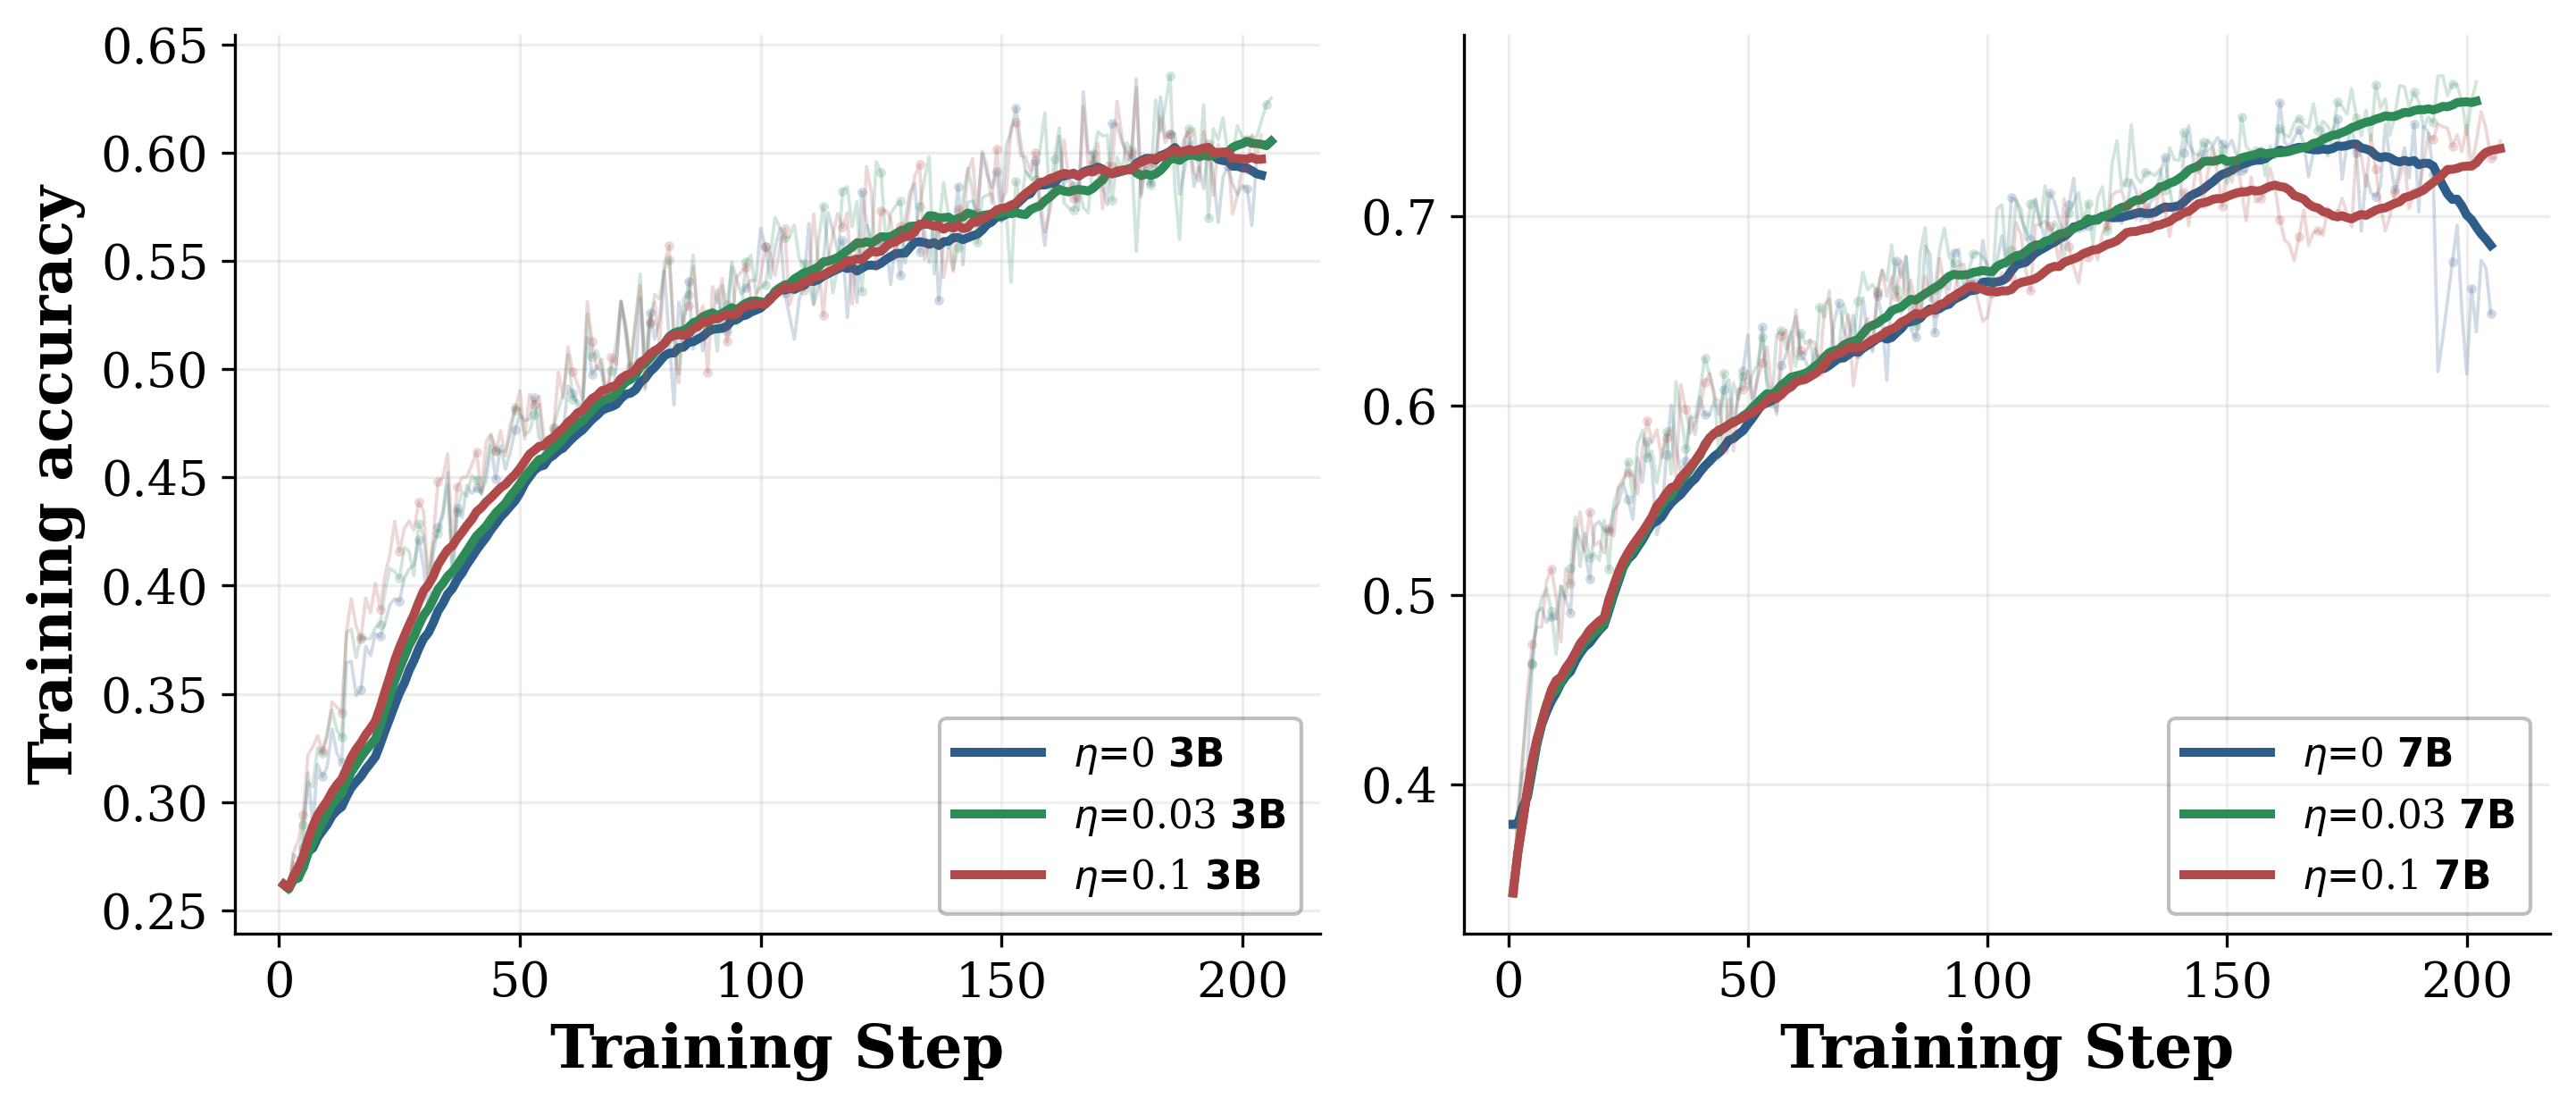 Training accuracy
0.65
0.60
0.55
0.50
0.45
0.40
0.35
0.30
0.25
0 50 100 150 200
Training Step
η=0 3B
η=0.03 3B
η=0.1 3B
0.7
0.6
0.5
0.4
0 50 100 150 200
Training Step
η=0 7B
η=0.03 7B
η=0.1 7B